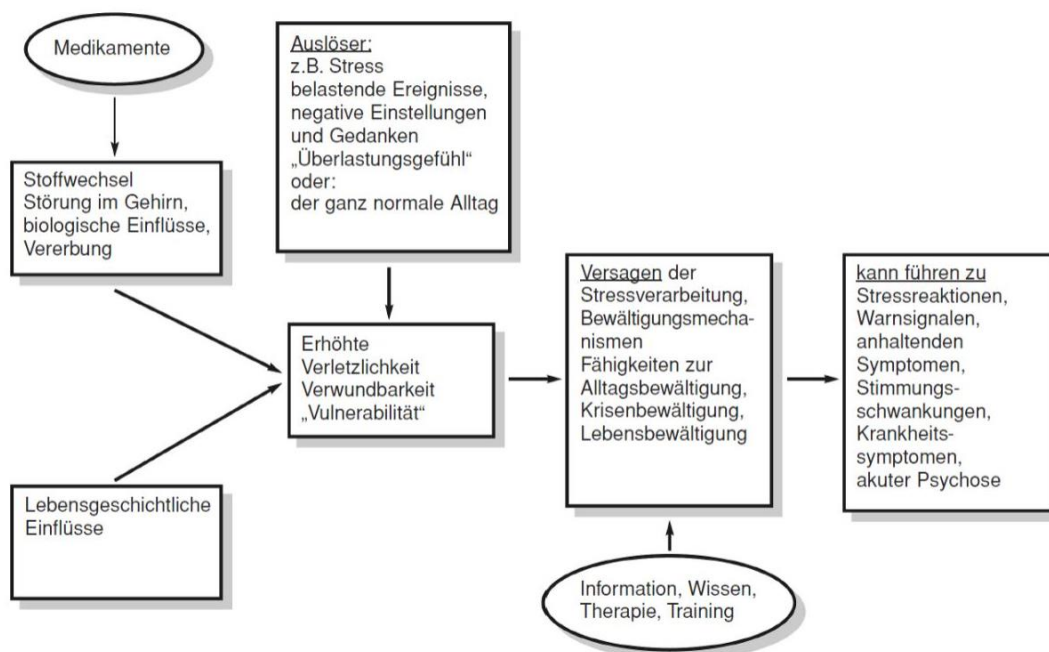 Medikamente
Auslöser:
z.B. Stress
belastende Ereignisse,
negative Einstellungen
und Gedanken
„Überlastungsgefühl“
oder:
der ganz normale Alltag
Stoffwechsel
Störung im Gehirn,
biologische Einflüsse,
Vererbung
Erhöhte
Verletzlichkeit
Verwundbarkeit
„Vulnerabilität“
Versagen der
Stressverarbeitung,
Bewältigungsmecha-
nismen
Fähigkeiten zur
Alltagsbewältigung,
Krisenbewältigung,
Lebensbewältigung
kann führen zu
Stressreaktionen,
Warnsignalen,
anhaltenden
Symptomen,
Stimmungs-
schwankungen,
Krankheits-
symptomen,
akuter Psychose
Lebensgeschichtliche
Einflüsse
Information, Wissen,
Therapie, Training